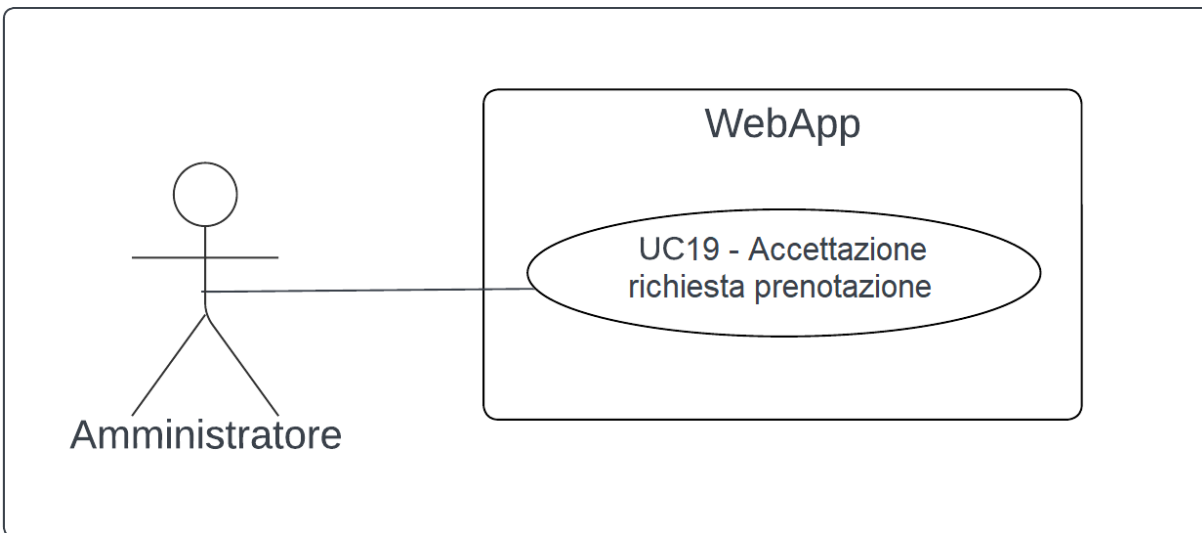 WebApp
UC19 - Accettazione
richiesta prenotazione
Amministratore